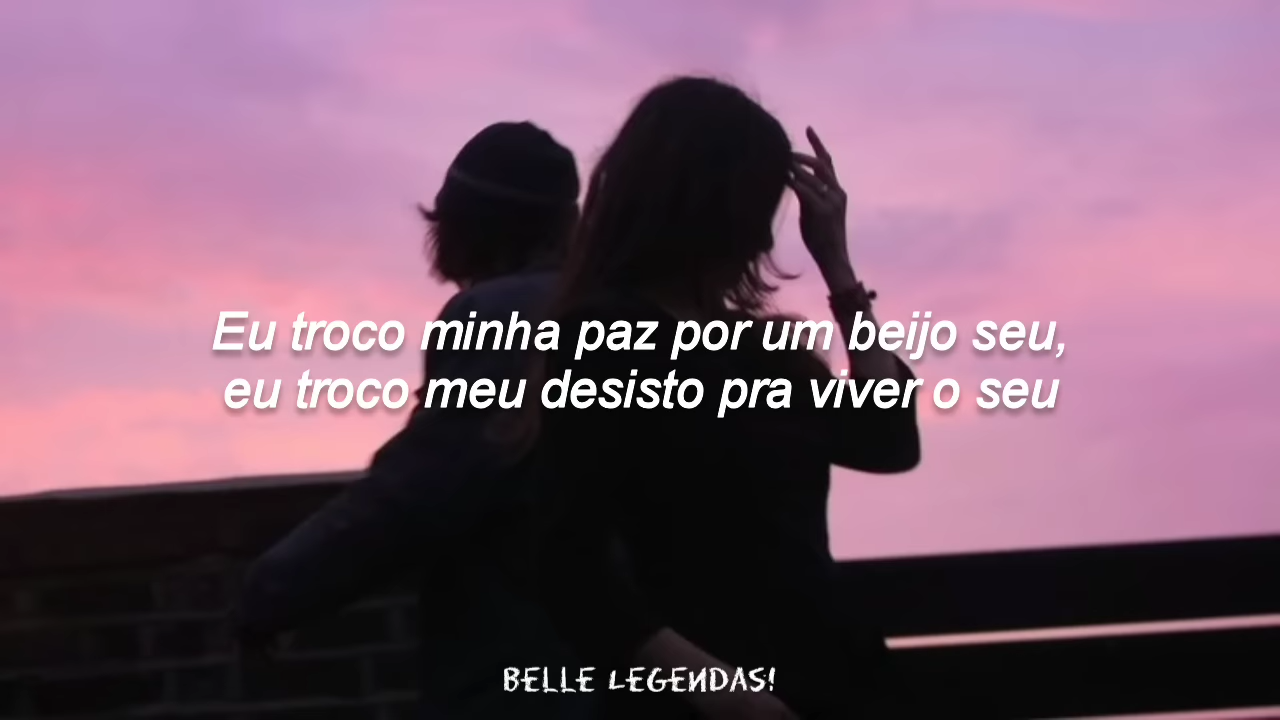 Eu troco minha paz por um beijo seu,
eu troco meu desisto pra viver o seu
BELLE LEGENDAS!